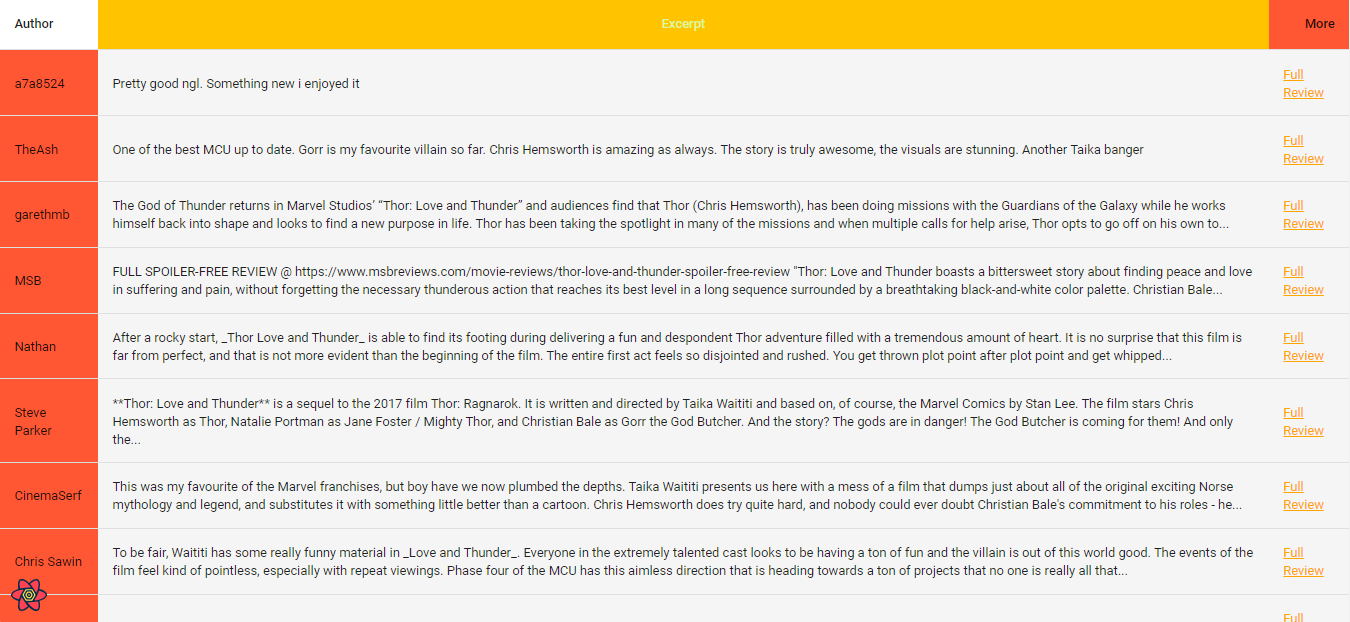 Author Excerpt More
a7a8524
Pretty good ngl. Something new i enjoyed it
Full
Review
TheAsh
One of the best MCU up to date. Gorr is my favourite villain so far. Chris Hemsworth is amazing as always. The story is truly awesome, the visuals are stunning. Another Taika banger
Full
Review
garethmb
The God of Thunder returns in Marvel Studios’ “Thor: Love and Thunder” and audiences find that Thor (Chris Hemsworth), has been doing missions with the Guardians of the Galaxy while he works
himself back into shape and looks to find a new purpose in life. Thor has been taking the spotlight in many of the missions and when multiple calls for help arise, Thor opts to go off on his own to...
Full
Review
MSB
FULL SPOILER-FREE REVIEW @ https://www.msbreviews.com/movie-reviews/thor-love-and-thunder-spoiler-free-review "Thor: Love and Thunder boasts a bittersweet story about finding peace and love
in suffering and pain, without forgetting the necessary thunderous action that reaches its best level in a long sequence surrounded by a breathtaking black-and-white color palette. Christian Bale...
Full
Review
Nathan
After a rocky start, _Thor Love and Thunder_ is able to find its footing during delivering a fun and despondent Thor adventure filled with a tremendous amount of heart. It is no surprise that this film is
far from perfect, and that is not more evident than the beginning of the film. The entire first act feels so disjointed and rushed. You get thrown plot point after plot point and get whipped...
Full
Review
Steve
Parker
**Thor: Love and Thunder** is a sequel to the 2017 film Thor: Ragnarok. It is written and directed by Taika Waititi and based on, of course, the Marvel Comics by Stan Lee. The film stars Chris
Hemsworth as Thor, Natalie Portman as Jane Foster / Mighty Thor, and Christian Bale as Gorr the God Butcher. And the story? The gods are in danger! The God Butcher is coming for them! And only
the...
Full
Review
CinemaSerf
This was my favourite of the Marvel franchises, but boy have we now plumbed the depths. Taika Waititi presents us here with a mess of a film that dumps just about all of the original exciting Norse
mythology and legend, and substitutes it with something little better than a cartoon. Chris Hemsworth does try quite hard, and nobody could ever doubt Christian Bale's commitment to his roles - he...
Full
Review
Chris Sawin
To be fair, Waititi has some really funny material in _Love and Thunder_. Everyone in the extremely talented cast looks to be having a ton of fun and the villain is out of this world good. The events of the
film feel kind of pointless, especially with repeat viewings. Phase four of the MCU has this aimless direction that is heading towards a ton of projects that no one is really all that...
Full
Review
Full